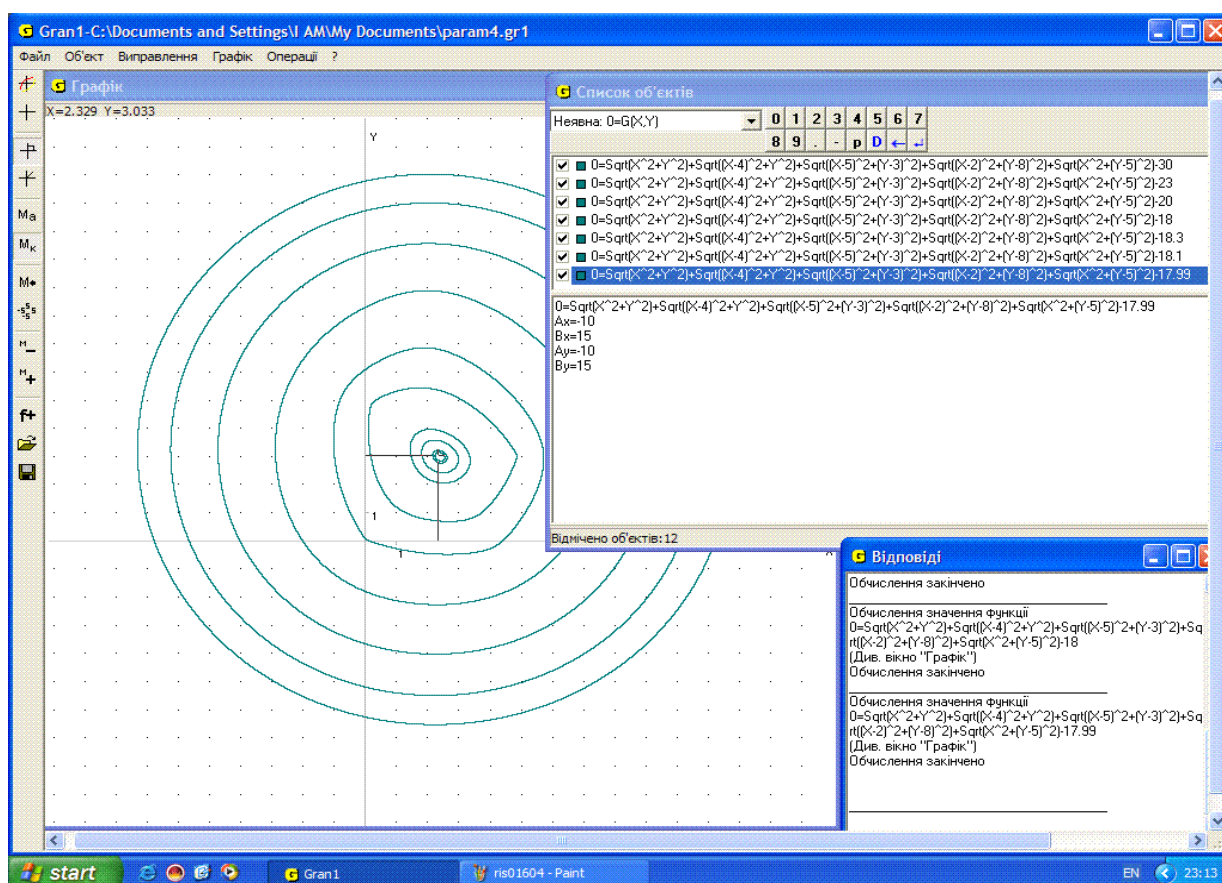 Gran1-C:\Documents and Settings\I AM\My Documents\param4.gr1
Файл Об'єкт Виправлення Графік Операції ?
Графік
X=2.329 Y=3.033
Y
1
1
X
Ma
Mк
M
M
f+
Список об'єктів
Неявна: 0=G(X,Y)
0 1 2 3 4 5 6 7
8 9 . - p D ← ↵
0=Sqrt(X^2+Y^2)+Sqrt((X-4)^2+Y^2)+Sqrt((X-5)^2+(Y-3)^2)+Sqrt((X-2)^2+(Y-8)^2)+Sqrt(X^2+(Y-5)^2)-30
0=Sqrt(X^2+Y^2)+Sqrt((X-4)^2+Y^2)+Sqrt((X-5)^2+(Y-3)^2)+Sqrt((X-2)^2+(Y-8)^2)+Sqrt(X^2+(Y-5)^2)-23
0=Sqrt(X^2+Y^2)+Sqrt((X-4)^2+Y^2)+Sqrt((X-5)^2+(Y-3)^2)+Sqrt((X-2)^2+(Y-8)^2)+Sqrt(X^2+(Y-5)^2)-20
0=Sqrt(X^2+Y^2)+Sqrt((X-4)^2+Y^2)+Sqrt((X-5)^2+(Y-3)^2)+Sqrt((X-2)^2+(Y-8)^2)+Sqrt(X^2+(Y-5)^2)-18
0=Sqrt(X^2+Y^2)+Sqrt((X-4)^2+Y^2)+Sqrt((X-5)^2+(Y-3)^2)+Sqrt((X-2)^2+(Y-8)^2)+Sqrt(X^2+(Y-5)^2)-18.3
0=Sqrt(X^2+Y^2)+Sqrt((X-4)^2+Y^2)+Sqrt((X-5)^2+(Y-3)^2)+Sqrt((X-2)^2+(Y-8)^2)+Sqrt(X^2+(Y-5)^2)-18.1
0=Sqrt(X^2+Y^2)+Sqrt((X-4)^2+Y^2)+Sqrt((X-5)^2+(Y-3)^2)+Sqrt((X-2)^2+(Y-8)^2)+Sqrt(X^2+(Y-5)^2)-17.99
0=Sqrt(X^2+Y^2)+Sqrt((X-4)^2+Y^2)+Sqrt((X-5)^2+(Y-3)^2)+Sqrt((X-2)^2+(Y-8)^2)+Sqrt(X^2+(Y-5)^2)-17.99
Ax=-10
Bx=15
Ay=-10
By=15
Відмічено об'єктів:12
Відповіді
Обчислення закінчено
Обчислення значення функції
0=Sqrt(X^2+Y^2)+Sqrt((X-4)^2+Y^2)+Sqrt((X-5)^2+(Y-3)^2)+Sq
rt((X-2)^2+(Y-8)^2)+Sqrt(X^2+(Y-5)^2)-18
(Див. вікно "Графік")
Обчислення закінчено
Обчислення значення функції
0=Sqrt(X^2+Y^2)+Sqrt((X-4)^2+Y^2)+Sqrt((X-5)^2+(Y-3)^2)+Sq
rt((X-2)^2+(Y-8)^2)+Sqrt(X^2+(Y-5)^2)-17.99
(Див. вікно "Графік")
Обчислення закінчено
start Gran1 ris01604 - Paint EN 23:13